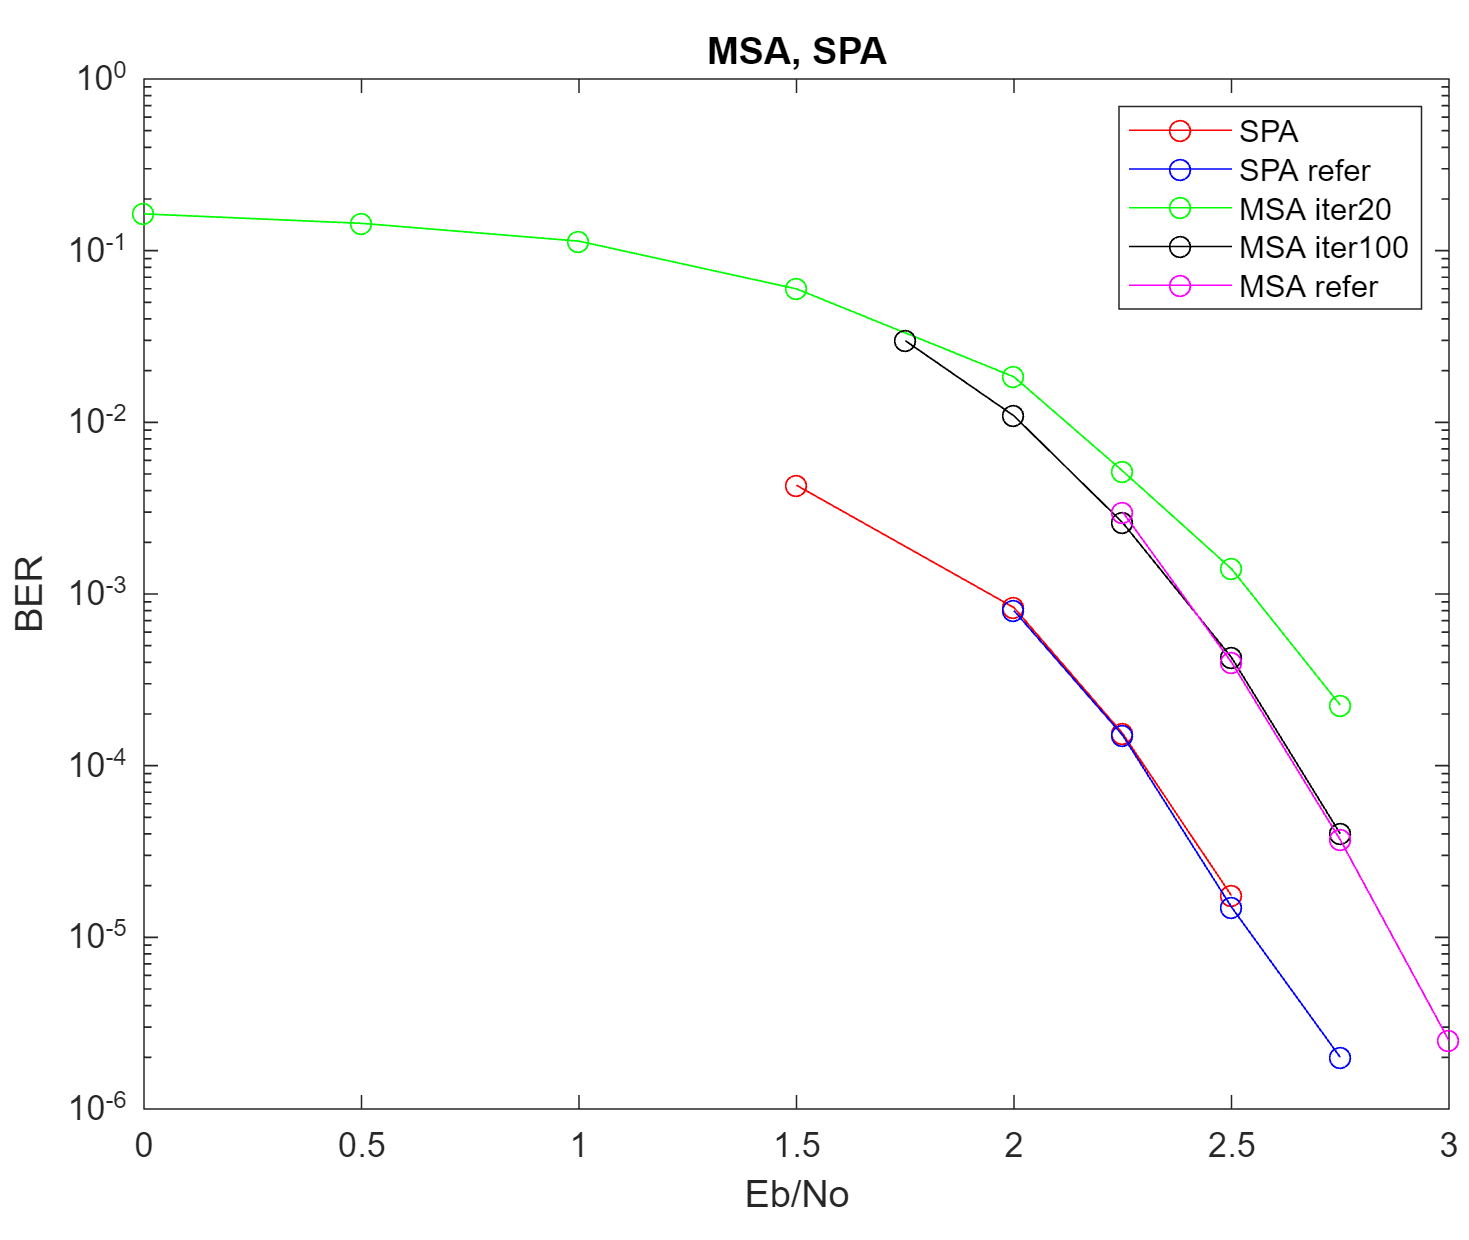 MSA, SPA
10^0
10^-1
10^-2
10^-3
10^-4
10^-5
10^-6
BER
SPA
SPA refer
MSA iter20
MSA iter100
MSA refer
0 0.5 1 1.5 2 2.5 3
Eb/No